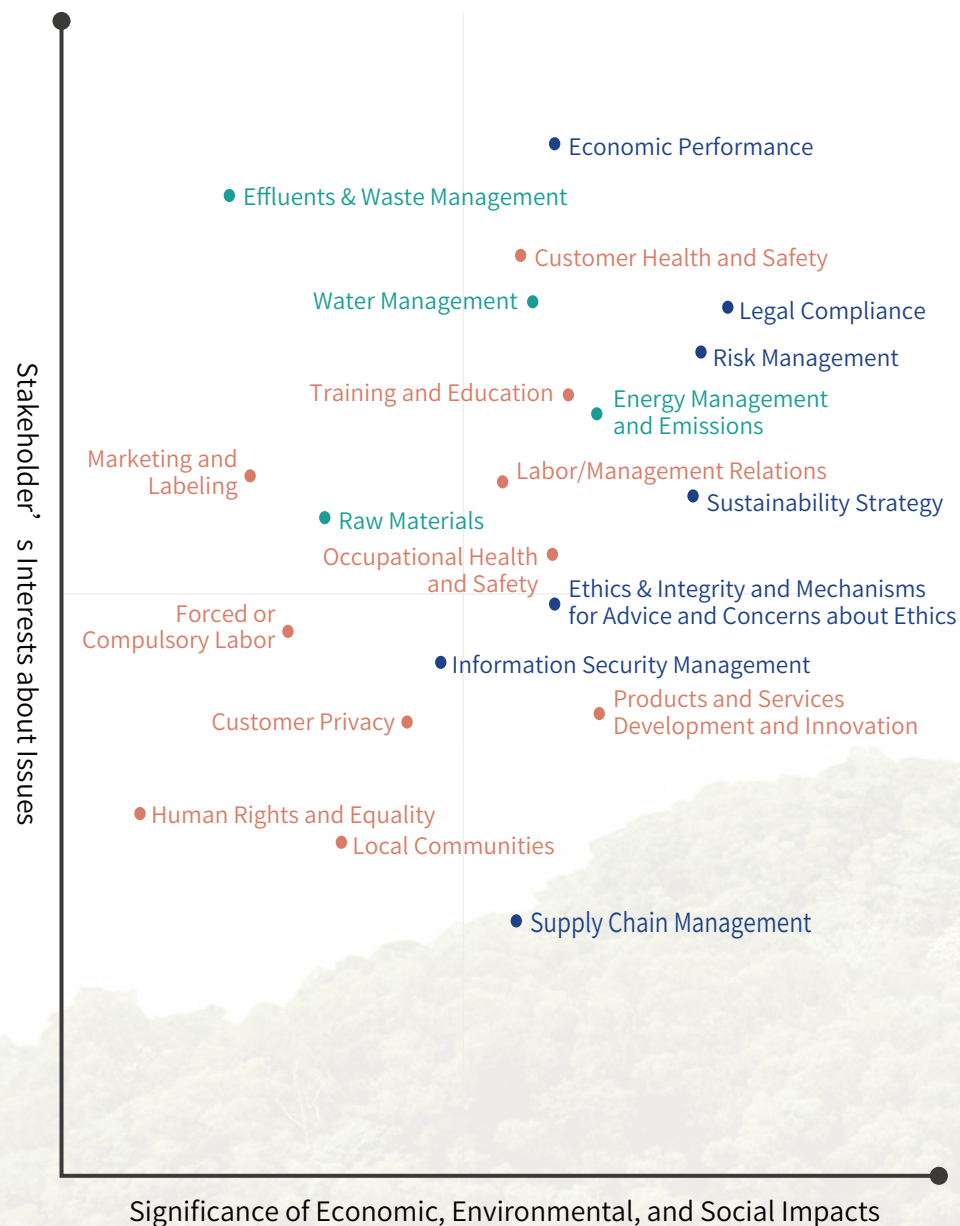 Economic Performance
Effluents & Waste Management
Customer Health and Safety
Water Management
Legal Compliance
Risk Management
Training and Education
Energy Management
and Emissions
Marketing and
Labeling
Labor/Management Relations
Sustainability Strategy
Raw Materials
Occupational Health
and Safety
Ethics & Integrity and Mechanisms
for Advice and Concerns about Ethics
Forced or
Compulsory Labor
Information Security Management
Products and Services
Development and Innovation
Customer Privacy
Human Rights and Equality
Local Communities
Supply Chain Management
Stakeholder’ s Interests about Issues
Significance of Economic, Environmental, and Social Impacts